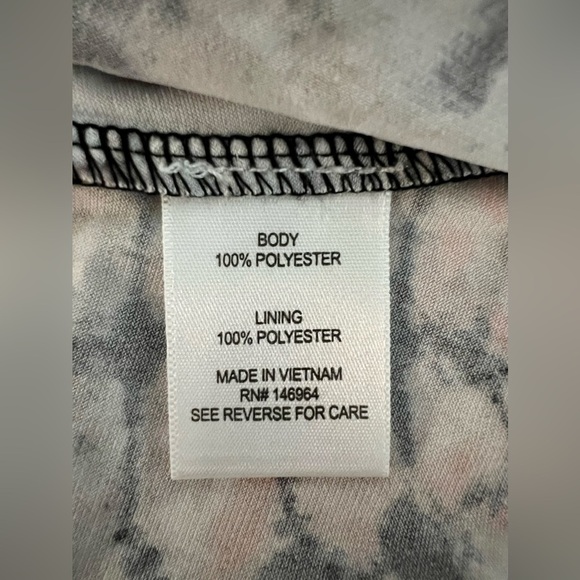 BODY
100% POLYESTER
LINING
100% POLYESTER
MADE IN VIETNAM
RN# 146964
SEE REVERSE FOR CARE